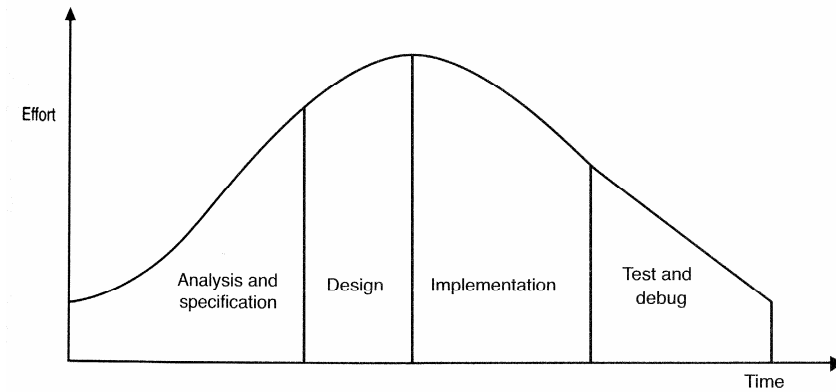 Effort
Analysis and
specification
Design
Implementation
Test and
debug
Time